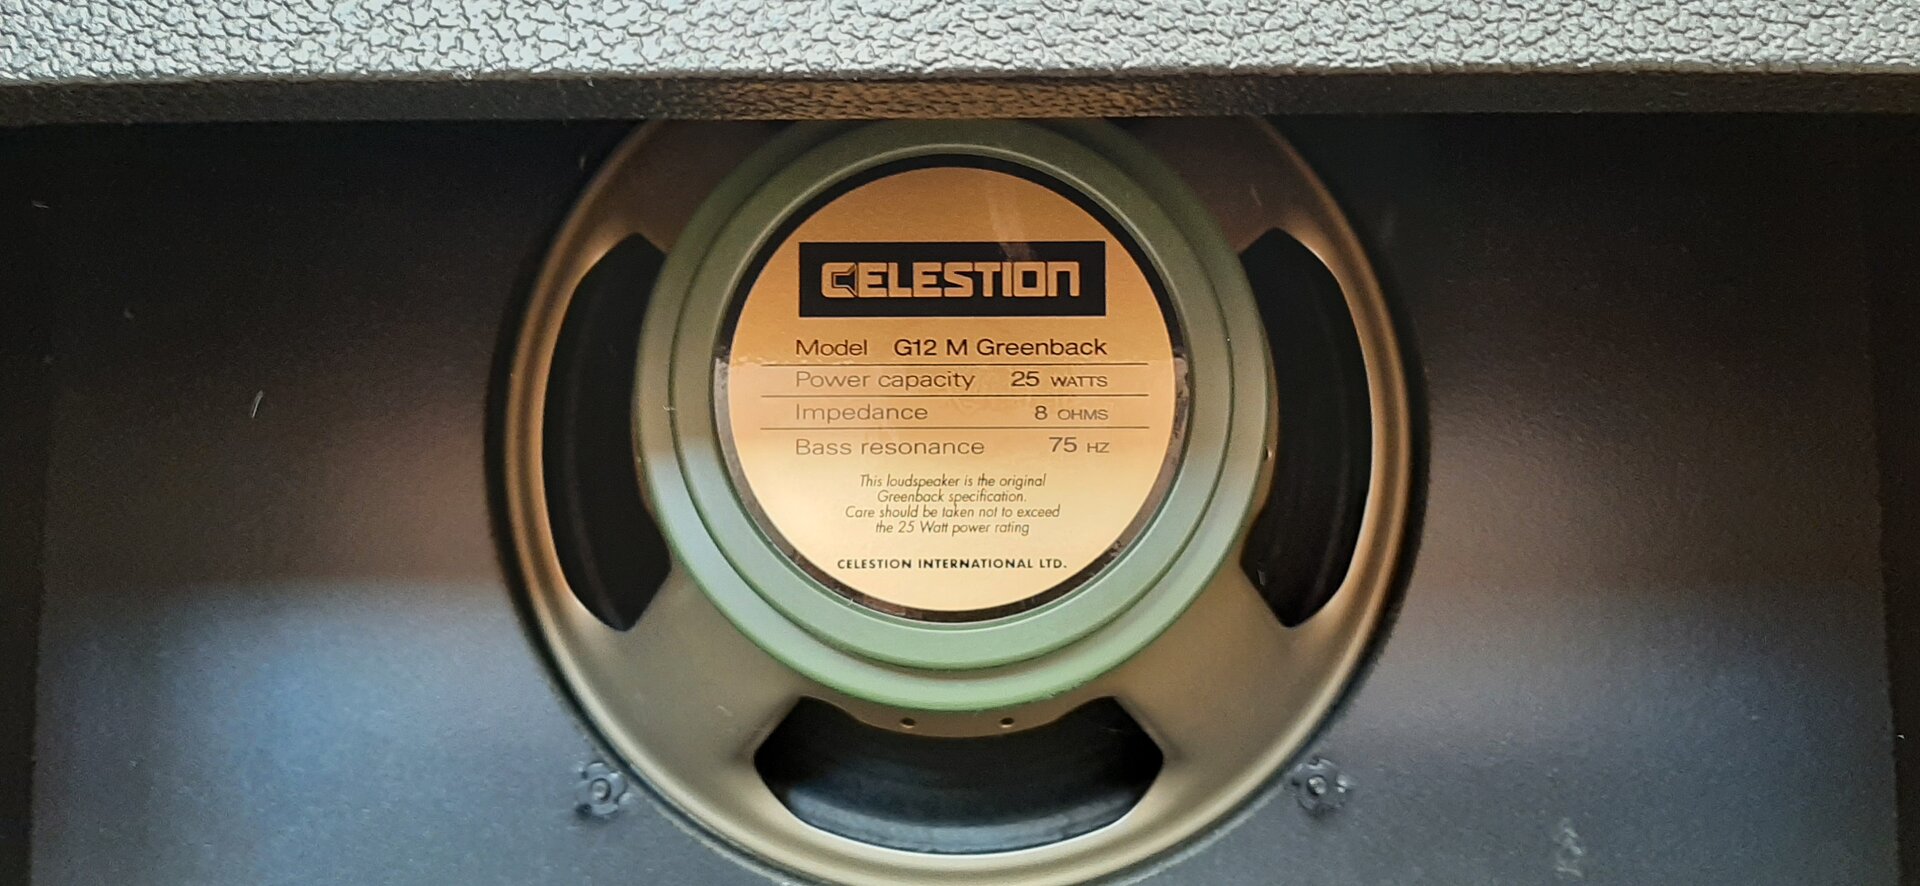 CELESTION
Model G12 M Greenback
Power capacity 25 WATTS
Impedance 8 OHMS
Bass resonance 75 HZ
This loudspeaker is the original
Greenback specification.
Care should be taken not to exceed
the 25 Watt power rating
CELESTION INTERNATIONAL LTD.